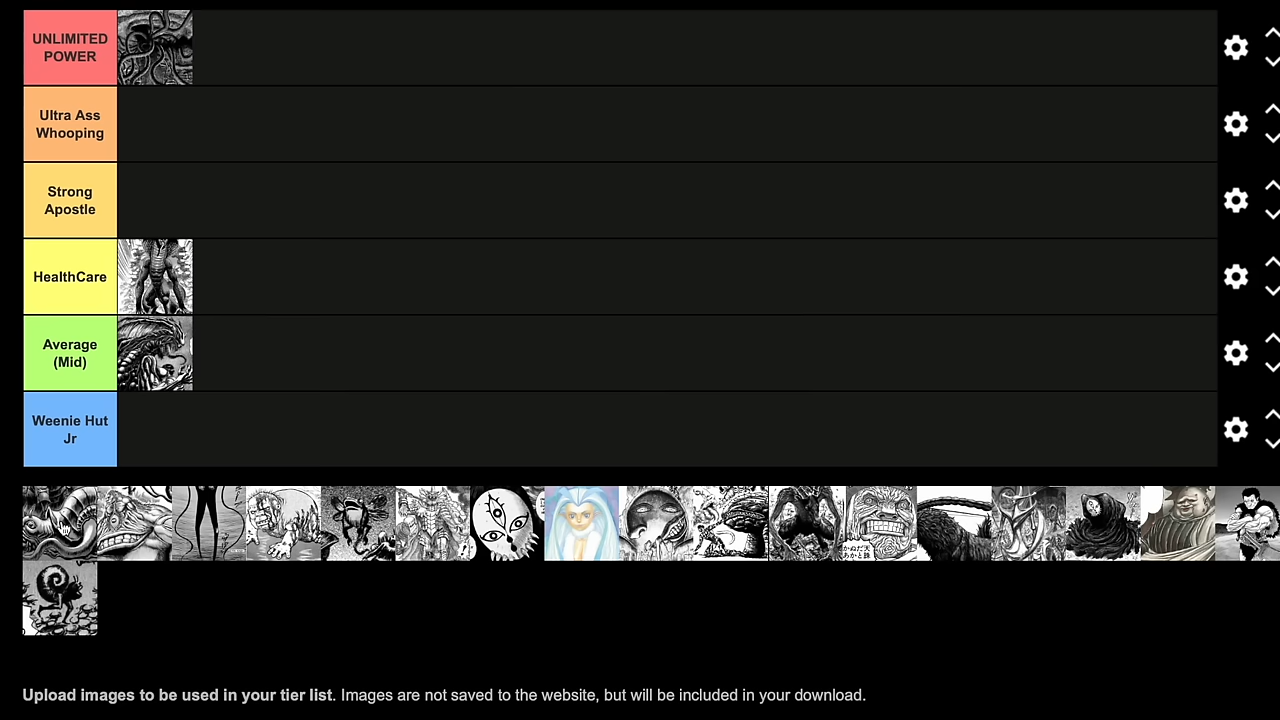 UNLIMITED
POWER
Ultra Ass
Whooping
Strong
Apostle
HealthCare
Average
(Mid)
Weenie Hut
Jr
Upload images to be used in your tier list. Images are not saved to the website, but will be included in your download.